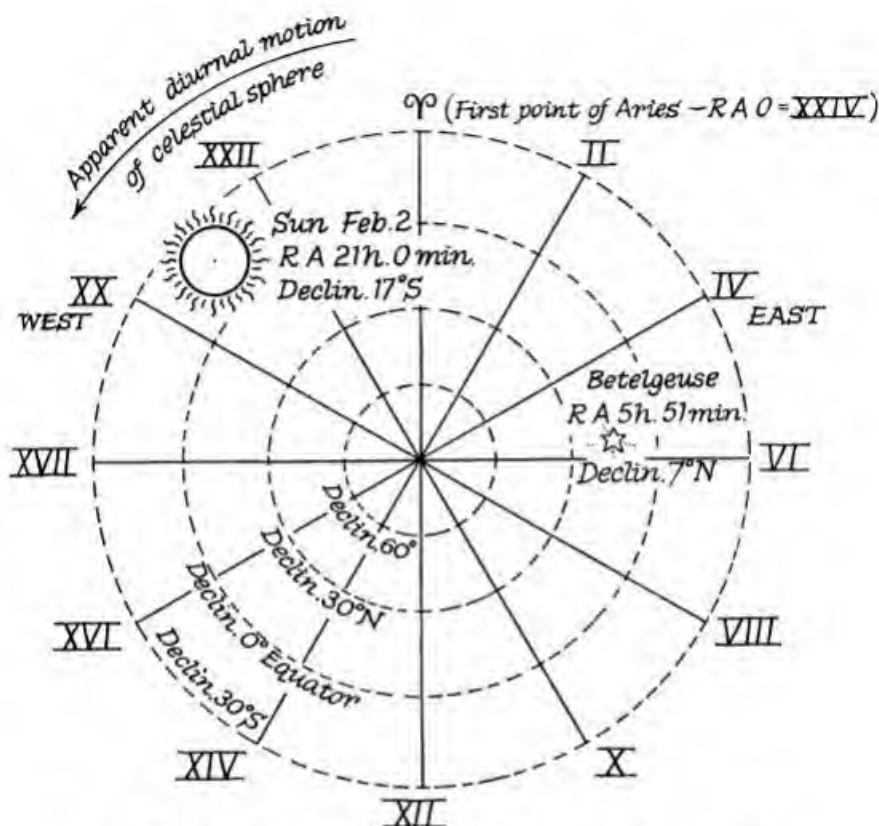 Apparent diurnal motion
of celestial sphere
♈ (First point of Aries – R A 0 = XXIV)
XXII
II
Sun Feb. 2
R A 21h. 0 min.
Declin. 17° S
XX
WEST
IV
EAST
Betelgeuse
R A 5h. 51 min.
Declin. 7° N
XVII
VI
Declin. 60°
Declin. 30° N
Declin. 0° Equator
Declin. 30° S
XVI
VIII
XIV
X
XII